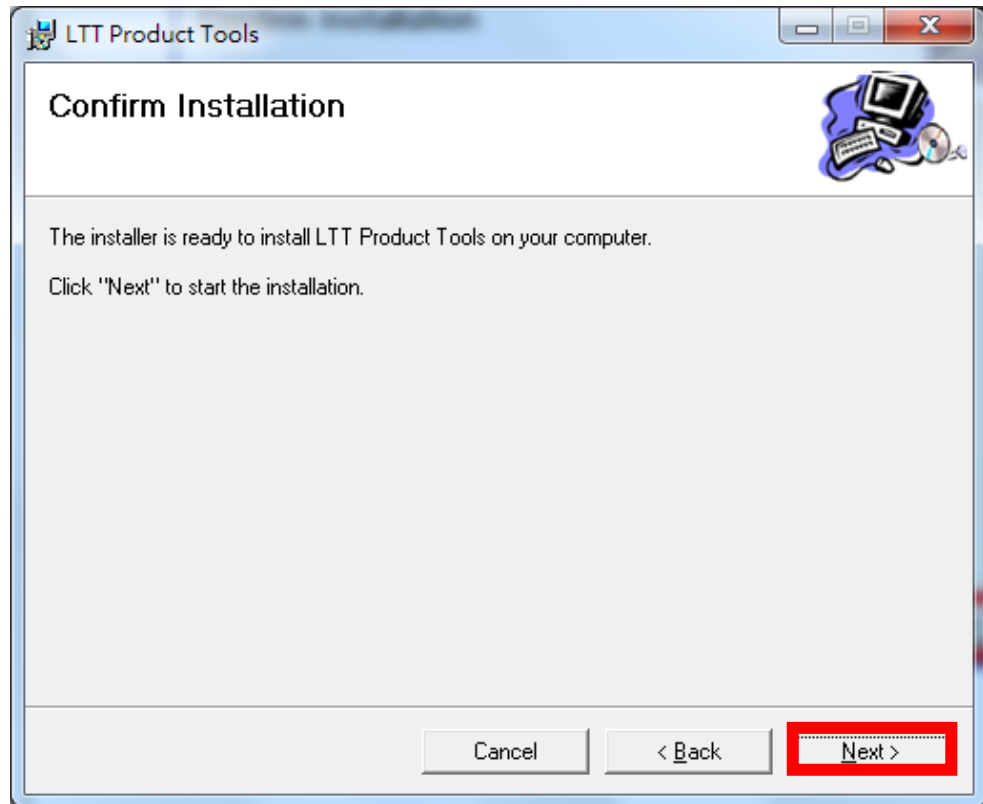 LTT Product Tools
Confirm Installation
The installer is ready to install LTT Product Tools on your computer.
Click "Next" to start the installation.
Cancel
< Back
Next >